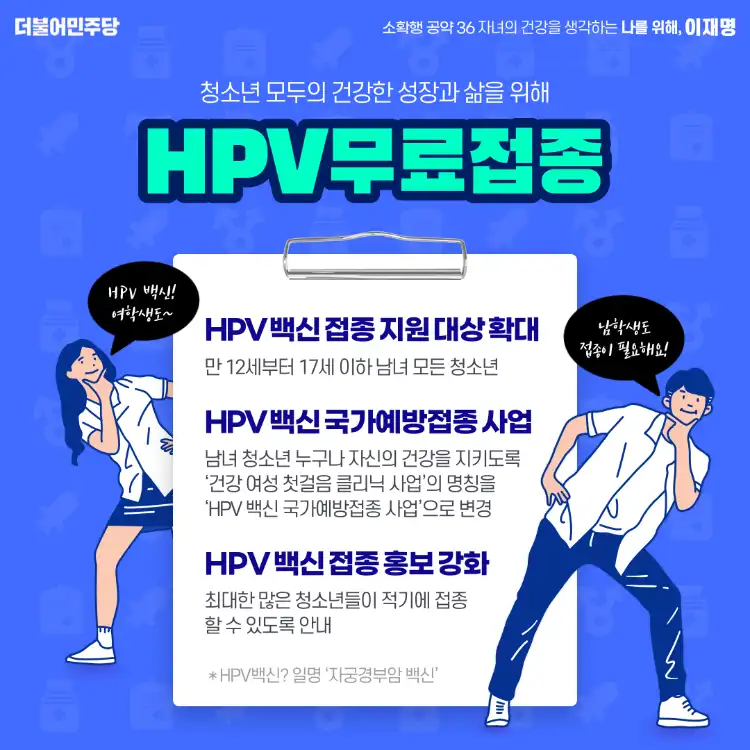 더불어민주당
소확행 공약 36 자녀의 건강을 생각하는 나를 위해, 이재명
청소년 모두의 건강한 성장과 삶을 위해
HPV무료접종
HPV 백신!
여학생도~
HPV 백신 접종 지원 대상 확대
만 12세부터 17세 이하 남녀 모든 청소년
남학생도
접종이 필요해요!
HPV 백신 국가예방접종 사업
남녀 청소년 누구나 자신의 건강을 지키도록
‘건강 여성 첫걸음 클리닉 사업’의 명칭을
‘HPV 백신 국가예방접종 사업’으로 변경
HPV 백신 접종 홍보 강화
최대한 많은 청소년들이 적기에 접종
할 수 있도록 안내
*HPV백신? 일명 ‘자궁경부암 백신’